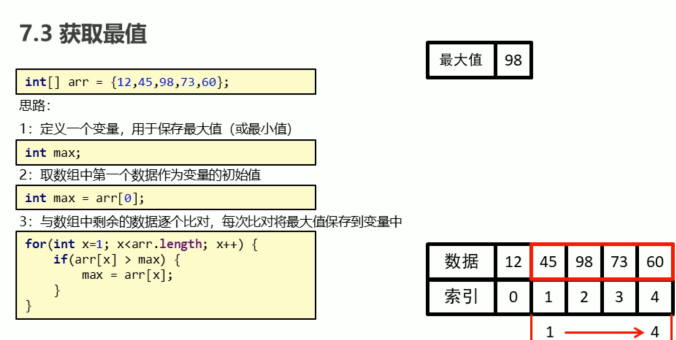 7.3 获取最值
int[] arr = {12,45,98,73,60};
思路：
1：定义一个变量，用于保存最大值（或最小值）
int max;
2：取数组中第一个数据作为变量的初始值
int max = arr[0];
3：与数组中剩余的数据逐个比对，每次比对将最大值保存到变量中
for(int x=1; x<arr.length; x++) {
    if(arr[x] > max) {
        max = arr[x];
    }
}
最大值 98
数据 12 45 98 73 60
索引 0 1 2 3 4
1 4